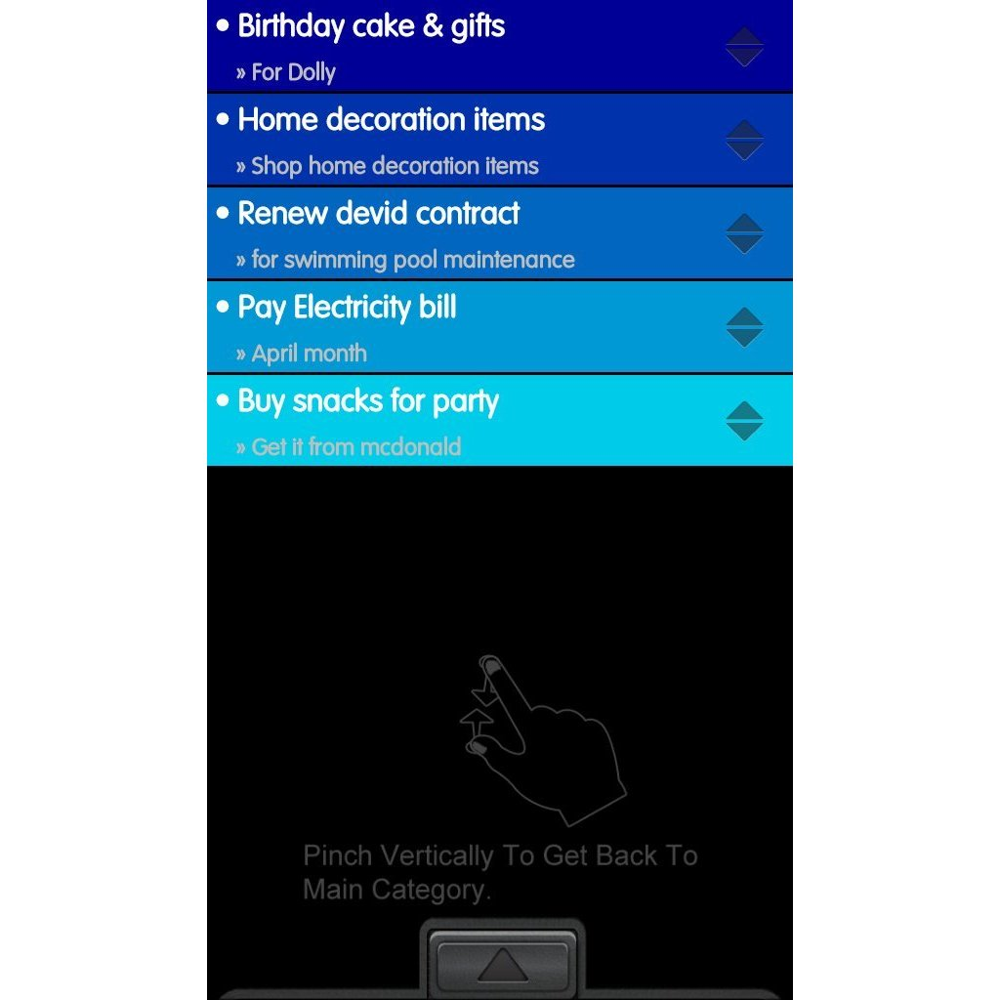 • Birthday cake & gifts
» For Dolly
• Home decoration items
» Shop home decoration items
• Renew devid contract
» for swimming pool maintenance
• Pay Electricity bill
» April month
• Buy snacks for party
» Get it from mcdonald
Pinch Vertically To Get Back To
Main Category.